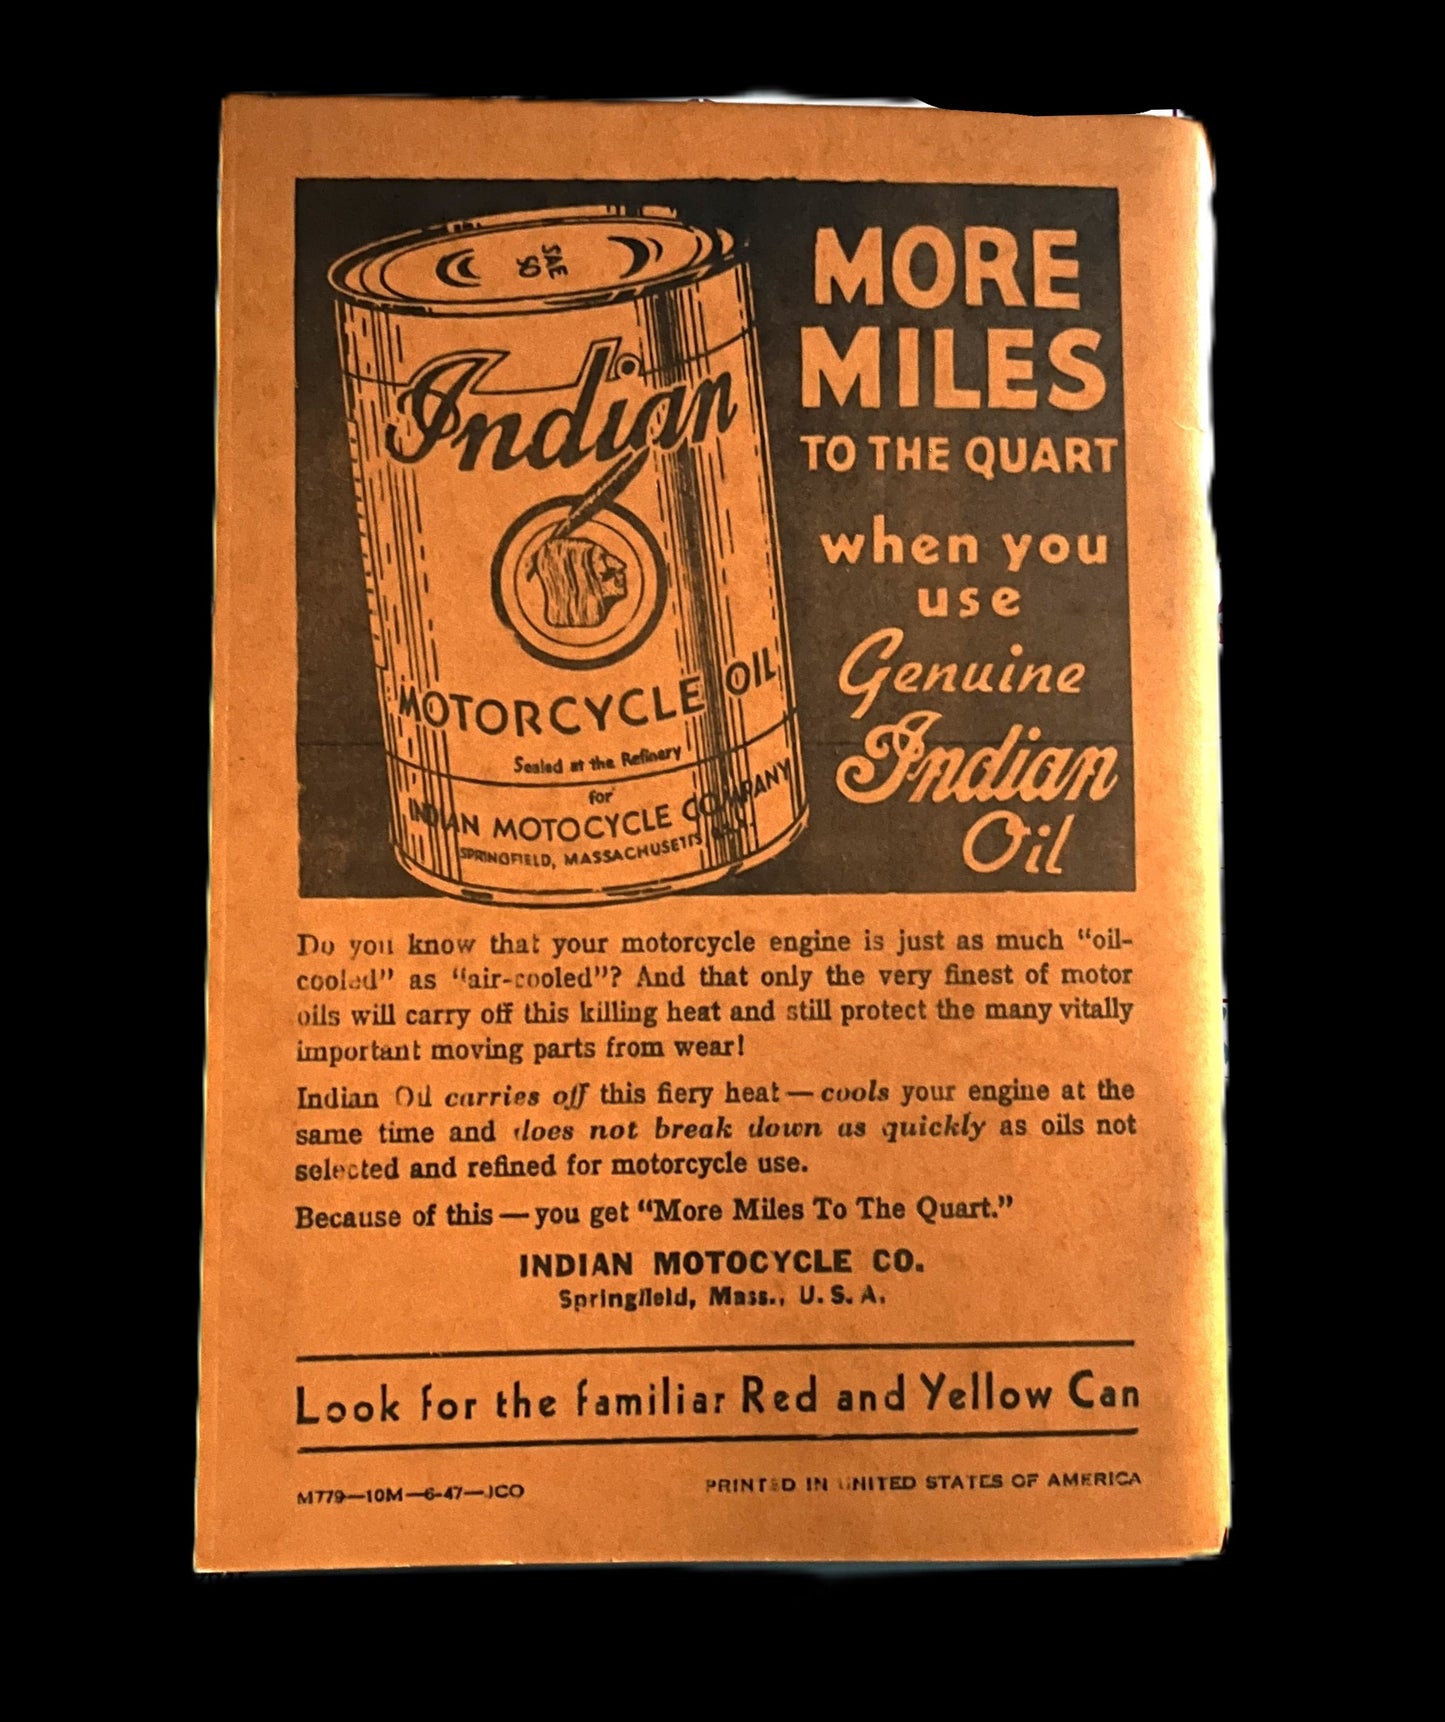 SAE
50
Indian
MOTORCYCLE OIL
Sealed at the Refinery
for
INDIAN MOTOCYCLE COMPANY
SPRINGFIELD, MASSACHUSETTS
MORE
MILES
TO THE QUART
when you
use
Genuine
Indian
Oil
Do you know that your motorcycle engine is just as much “oil-
cooled” as “air-cooled”? And that only the very finest of motor
oils will carry off this killing heat and still protect the many vitally
important moving parts from wear!
Indian Oil carries off this fiery heat — cools your engine at the
same time and does not break down as quickly as oils not
selected and refined for motorcycle use.
Because of this — you get “More Miles To The Quart.”
INDIAN MOTOCYCLE CO.
Springfield, Mass., U. S. A.
Look for the familiar Red and Yellow Can
M779—10M—6-47—JCO
PRINTED IN UNITED STATES OF AMERICA